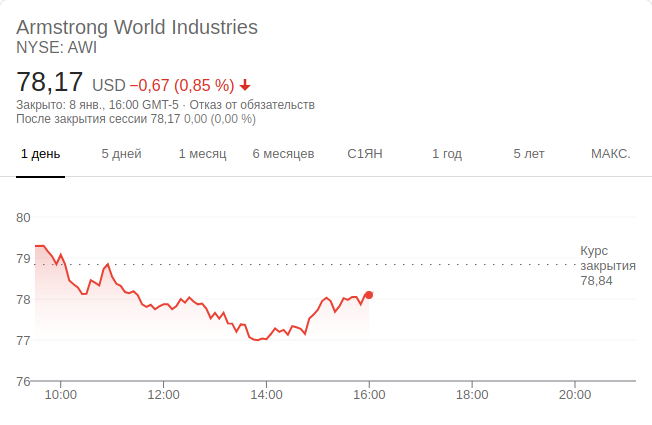 Armstrong World Industries
NYSE: AWI
78,17 USD −0,67 (0,85 %)
Закрыто: 8 янв., 16:00 GMT-5 · Отказ от обязательств
После закрытия сессии 78,17 0,00 (0,00 %)
1 день 5 дней 1 месяц 6 месяцев С1ЯН 1 год 5 лет МАКС.
80
79
78
77
76
Курс
закрытия
78,84
10:00 12:00 14:00 16:00 18:00 20:00